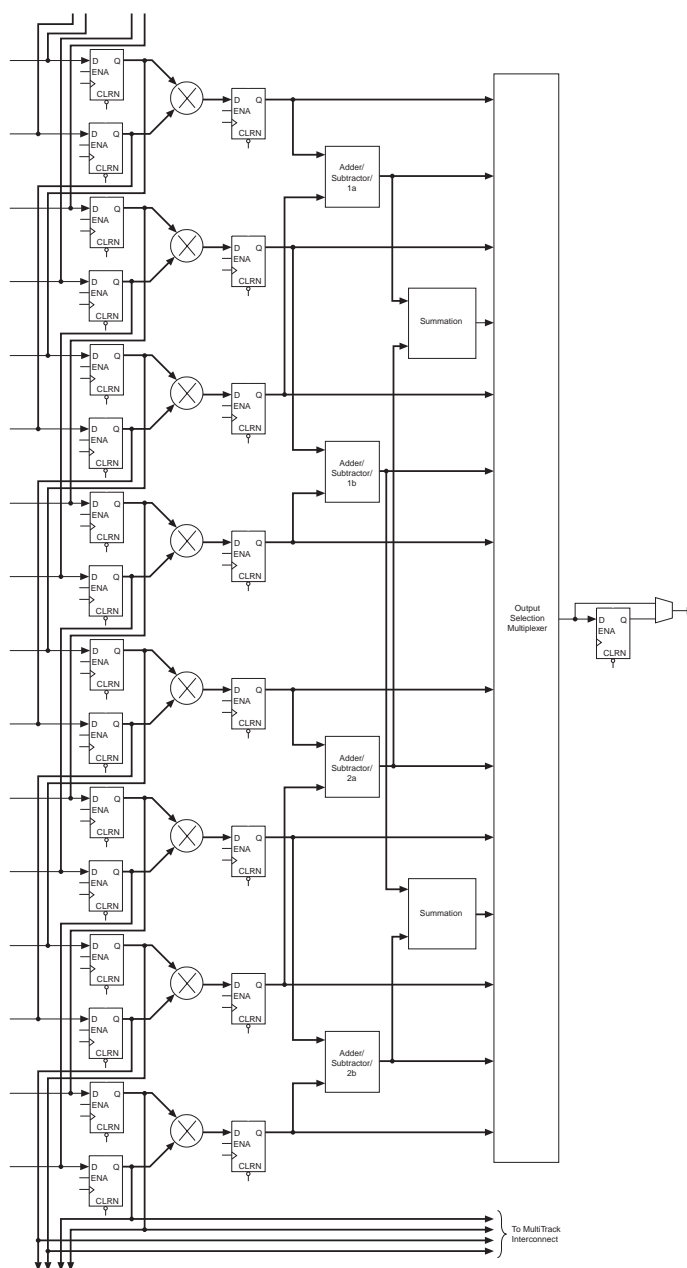 D Q
ENA
CLRN
D Q
ENA
CLRN
D Q
ENA
CLRN
Adder/
Subtractor/
1a
D Q
ENA
CLRN
D Q
ENA
CLRN
D Q
ENA
CLRN
Summation
D Q
ENA
CLRN
D Q
ENA
CLRN
D Q
ENA
CLRN
Adder/
Subtractor/
1b
D Q
ENA
CLRN
D Q
ENA
CLRN
D Q
ENA
CLRN
Output
Selection
Multiplexer
D Q
ENA
CLRN
D Q
ENA
CLRN
D Q
ENA
CLRN
D Q
ENA
CLRN
Adder/
Subtractor/
2a
D Q
ENA
CLRN
D Q
ENA
CLRN
D Q
ENA
CLRN
Summation
D Q
ENA
CLRN
D Q
ENA
CLRN
D Q
ENA
CLRN
Adder/
Subtractor/
2b
D Q
ENA
CLRN
D Q
ENA
CLRN
D Q
ENA
CLRN
To MultiTrack
Interconnect